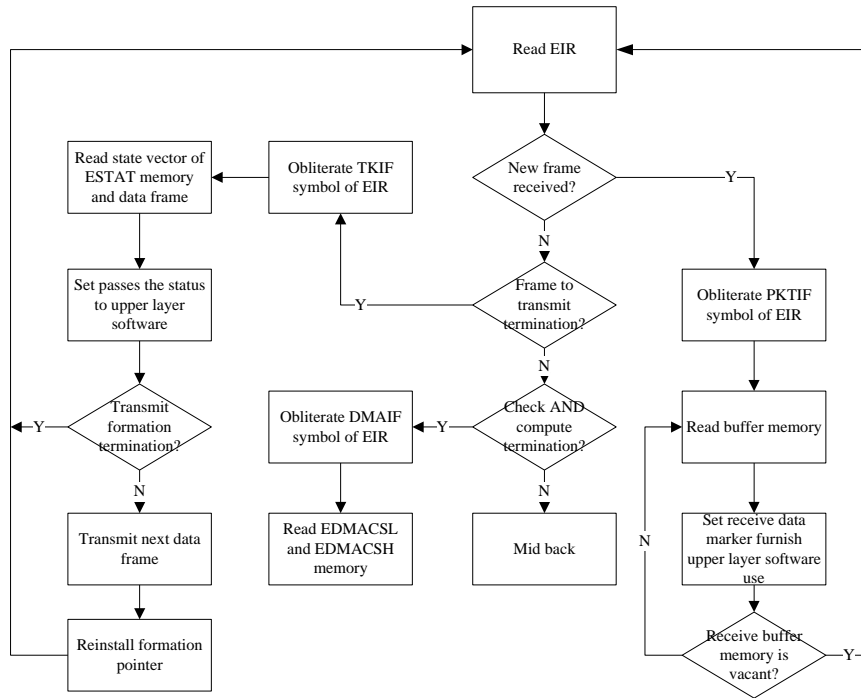 Read EIR
New frame
received?
Y
N
Read state vector of
ESTAT memory
and data frame
Obliterate TKIF
symbol of EIR
Set passes the status
to upper layer
software
Y
Frame to
transmit
termination?
N
Obliterate PKTIF
symbol of EIR
Y
Transmit
formation
termination?
N
Obliterate DMAIF
symbol of EIR
Y
Check AND
compute
termination?
N
Read buffer memory
Transmit next data
frame
Read EDMACSL
and EDMACSH
memory
Mid back
N
Set receive data
marker furnish
upper layer software
use
Reinstall formation
pointer
Receive buffer
memory is
vacant?
Y